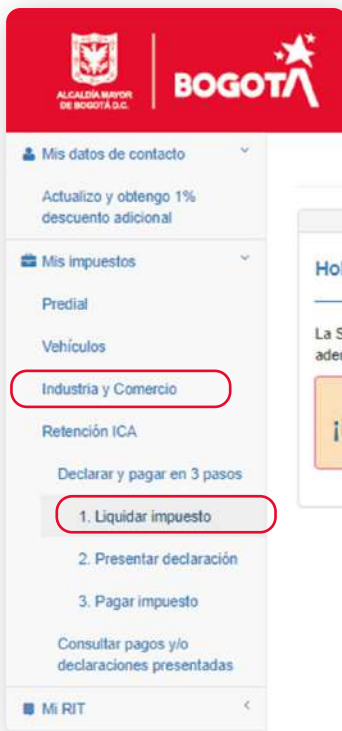 ALCALDÍA MAYOR
DE BOGOTÁ D.C.
BOGOTÁ
Mis datos de contacto
Actualizo y obtengo 1%
descuento adicional
Mis impuestos
Predial
Vehículos
Industria y Comercio
Retención ICA
Declarar y pagar en 3 pasos
1. Liquidar impuesto
2. Presentar declaración
3. Pagar impuesto
Consultar pagos y/o
declaraciones presentadas
Mi RIT
La S